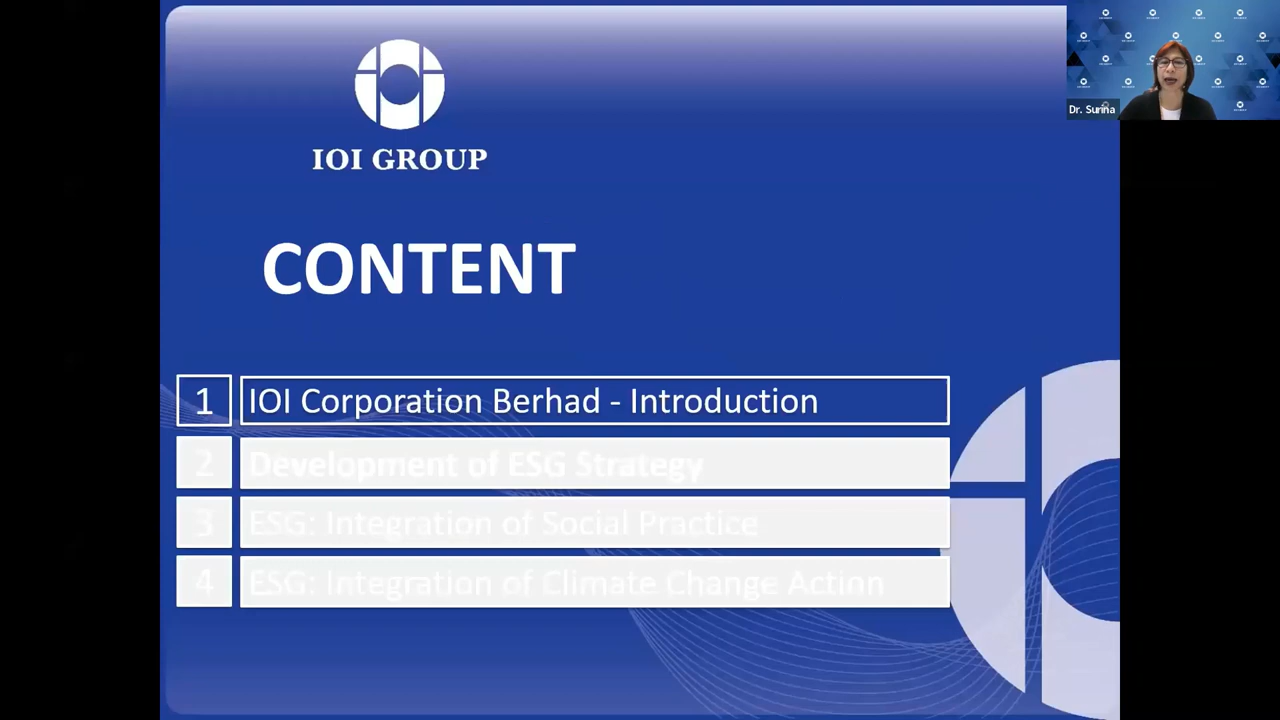 IOI GROUP
Dr. Surina
CONTENT
1 IOI Corporation Berhad - Introduction
2 Development of ESG Strategy
3 ESG: Integration of Social Practice
4 ESG: Integration of Climate Change Action